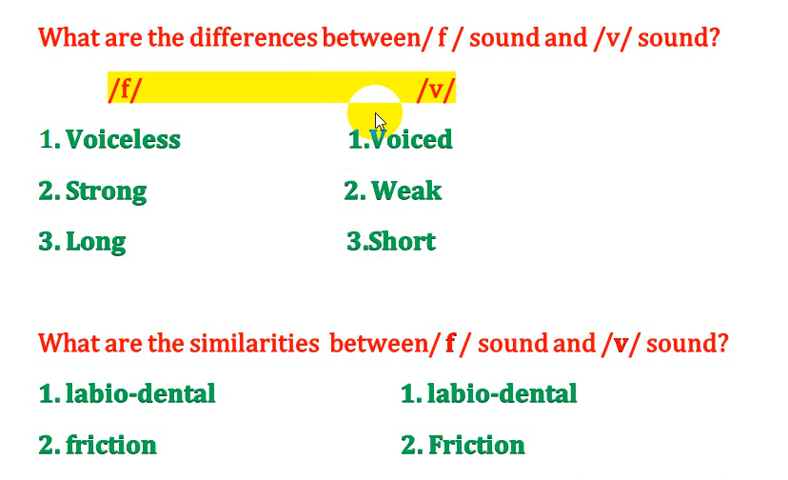 What are the differences between/ f / sound and /v/ sound?
/f/ /v/
1. Voiceless 1.Voiced
2. Strong 2. Weak
3. Long 3.Short
What are the similarities between/ f / sound and /v/ sound?
1. labio-dental 1. labio-dental
2. friction 2. Friction